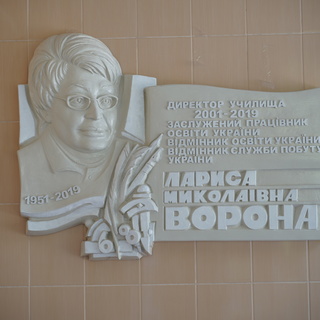 ДИРЕКТОР УЧИЛИЩА
2001-2019
ЗАСЛУЖЕНИЙ ПРАЦІВНИК
ОСВІТИ УКРАЇНИ
ВІДМІННИК ОСВІТИ УКРАЇНИ
ВІДМІННИК СЛУЖБИ ПОБУТУ
УКРАЇНИ
ЛАРИСА
МИКОЛАЇВНА
ВОРОНА
1951-2019